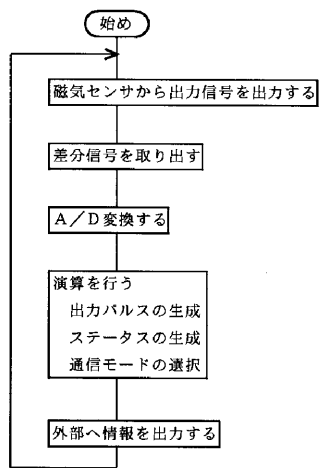 始め
磁気センサから出力信号を出力する
差分信号を取り出す
A／D変換する
演算を行う
出力パルスの生成
ステータスの生成
通信モードの選択
外部へ情報を出力する